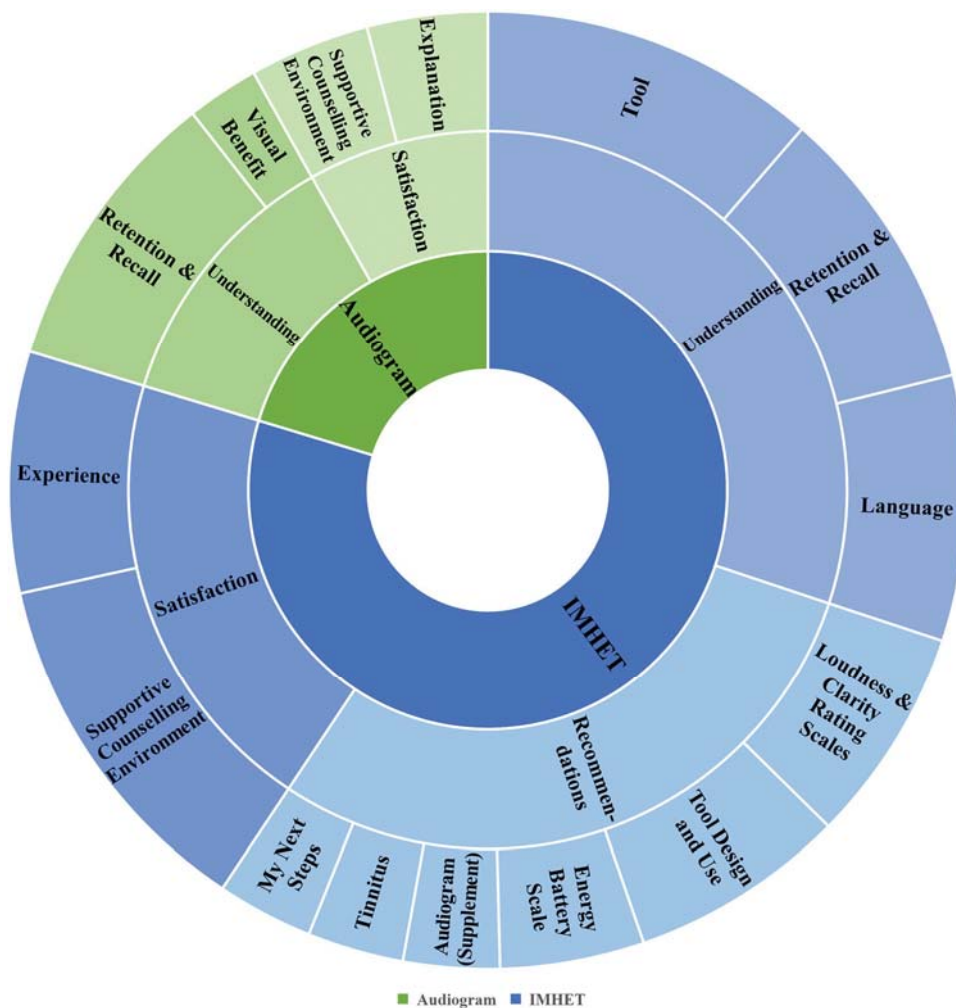 Tool
Retention &
Recall
Language
Loudness &
Clarity
Rating
Scales
Tool Design
and Use
Energy
Battery
Scale
Audiogram
(Supplement)
Tinnitus
My Next
Steps
Supportive
Counselling
Environment
Experience
Retention &
Recall
Visual
Benefit
Supportive
Counselling
Environment
Explanation
Understanding
Recommen-
dations
Satisfaction
Understanding
Satisfaction
IMHET
Audiogram
Audiogram IMHET